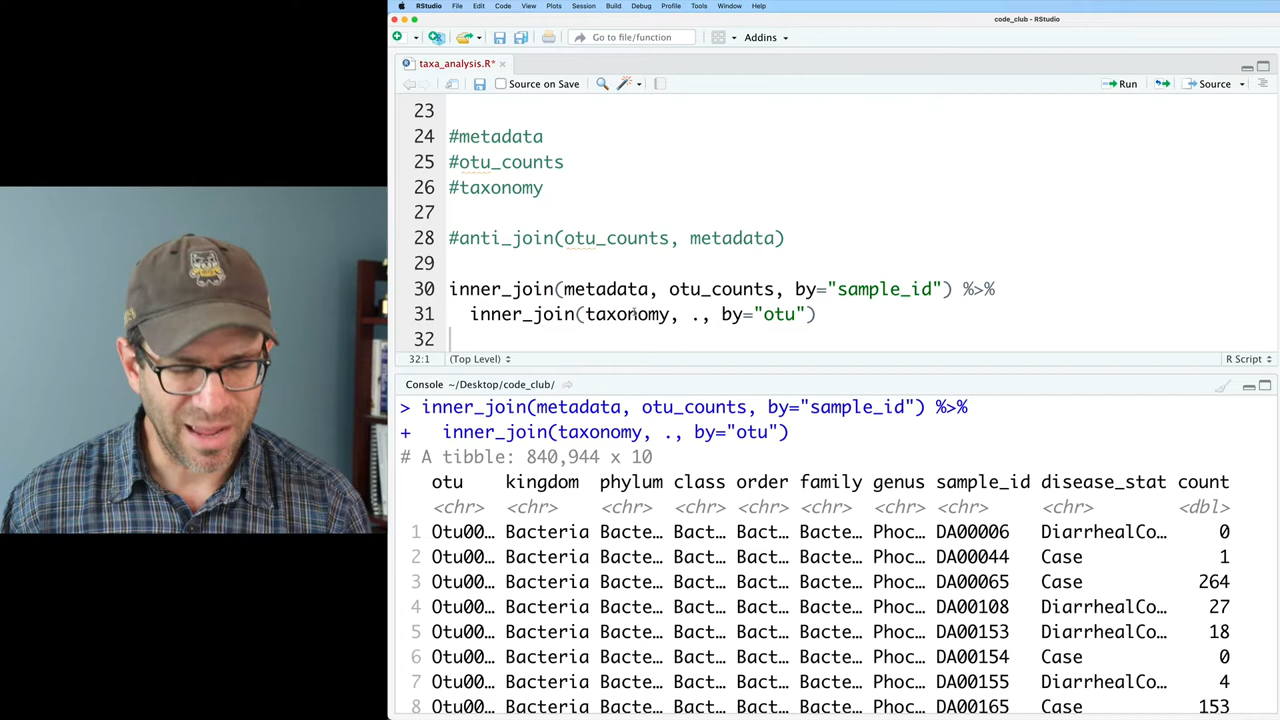 RStudio File Edit Code View Plots Session Build Debug Profile Tools Window Help
code_club - RStudio
Go to file/function Addins
taxa_analysis.R*
Source on Save Run Source
23
24 #metadata
25 #otu_counts
26 #taxonomy
27
28 #anti_join(otu_counts, metadata)
29
30 inner_join(metadata, otu_counts, by="sample_id") %>%
31 inner_join(taxonomy, ., by="otu")
32
32:1 (Top Level) R Script
Console ~/Desktop/code_club/
> inner_join(metadata, otu_counts, by="sample_id") %>%
+ inner_join(taxonomy, ., by="otu")
# A tibble: 840,944 x 10
otu kingdom phylum class order family genus sample_id disease_stat count
<chr> <chr> <chr> <chr> <chr> <chr> <chr> <chr> <chr> <dbl>
1 Otu00… Bacteria Bacte… Bact… Bact… Bacte… Phoc… DA00006 DiarrhealCo… 0
2 Otu00… Bacteria Bacte… Bact… Bact… Bacte… Phoc… DA00044 Case 1
3 Otu00… Bacteria Bacte… Bact… Bact… Bacte… Phoc… DA00065 Case 264
4 Otu00… Bacteria Bacte… Bact… Bact… Bacte… Phoc… DA00108 DiarrhealCo… 27
5 Otu00… Bacteria Bacte… Bact… Bact… Bacte… Phoc… DA00153 DiarrhealCo… 18
6 Otu00… Bacteria Bacte… Bact… Bact… Bacte… Phoc… DA00154 Case 0
7 Otu00… Bacteria Bacte… Bact… Bact… Bacte… Phoc… DA00155 DiarrhealCo… 4
8 Otu00… Bacteria Bacte… Bact… Bact… Bacte… Phoc… DA00165 Case 153